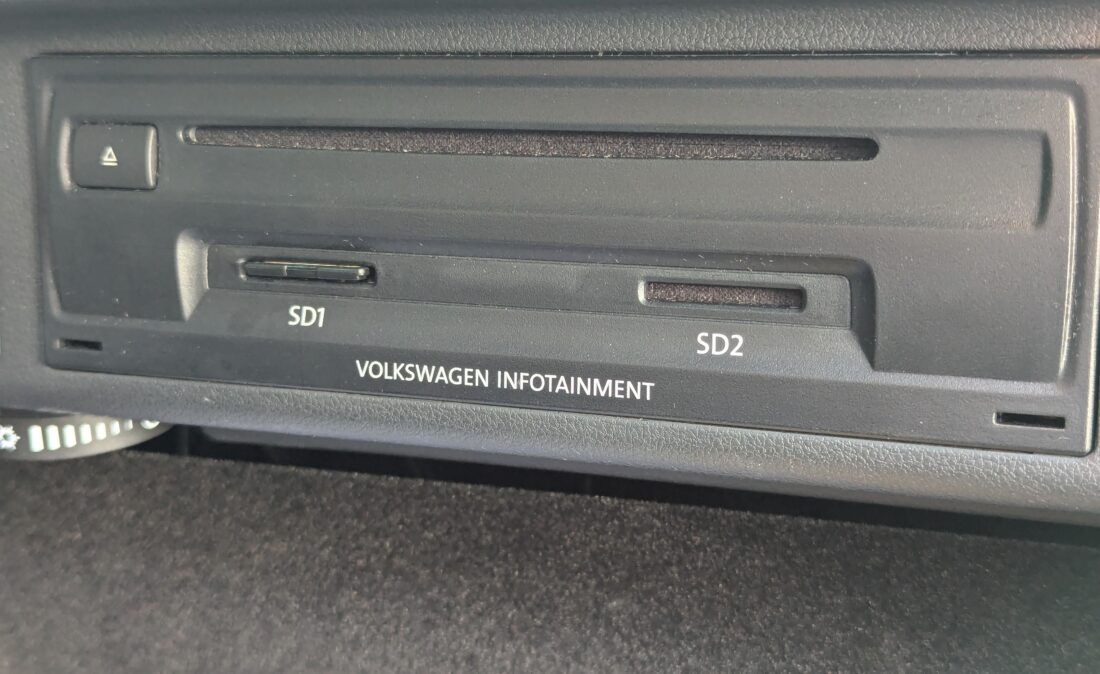 SD1
SD2
VOLKSWAGEN INFOTAINMENT